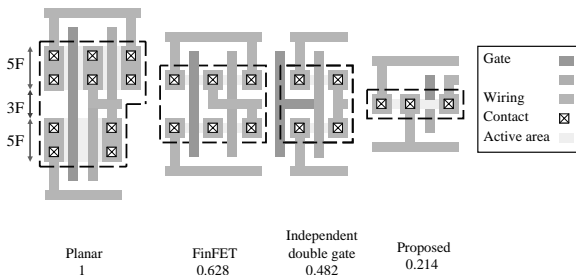 5F
3F
5F
Gate
Wiring
Contact
Active area
Planar
1
FinFET
0.628
Independent
double gate
0.482
Proposed
0.214